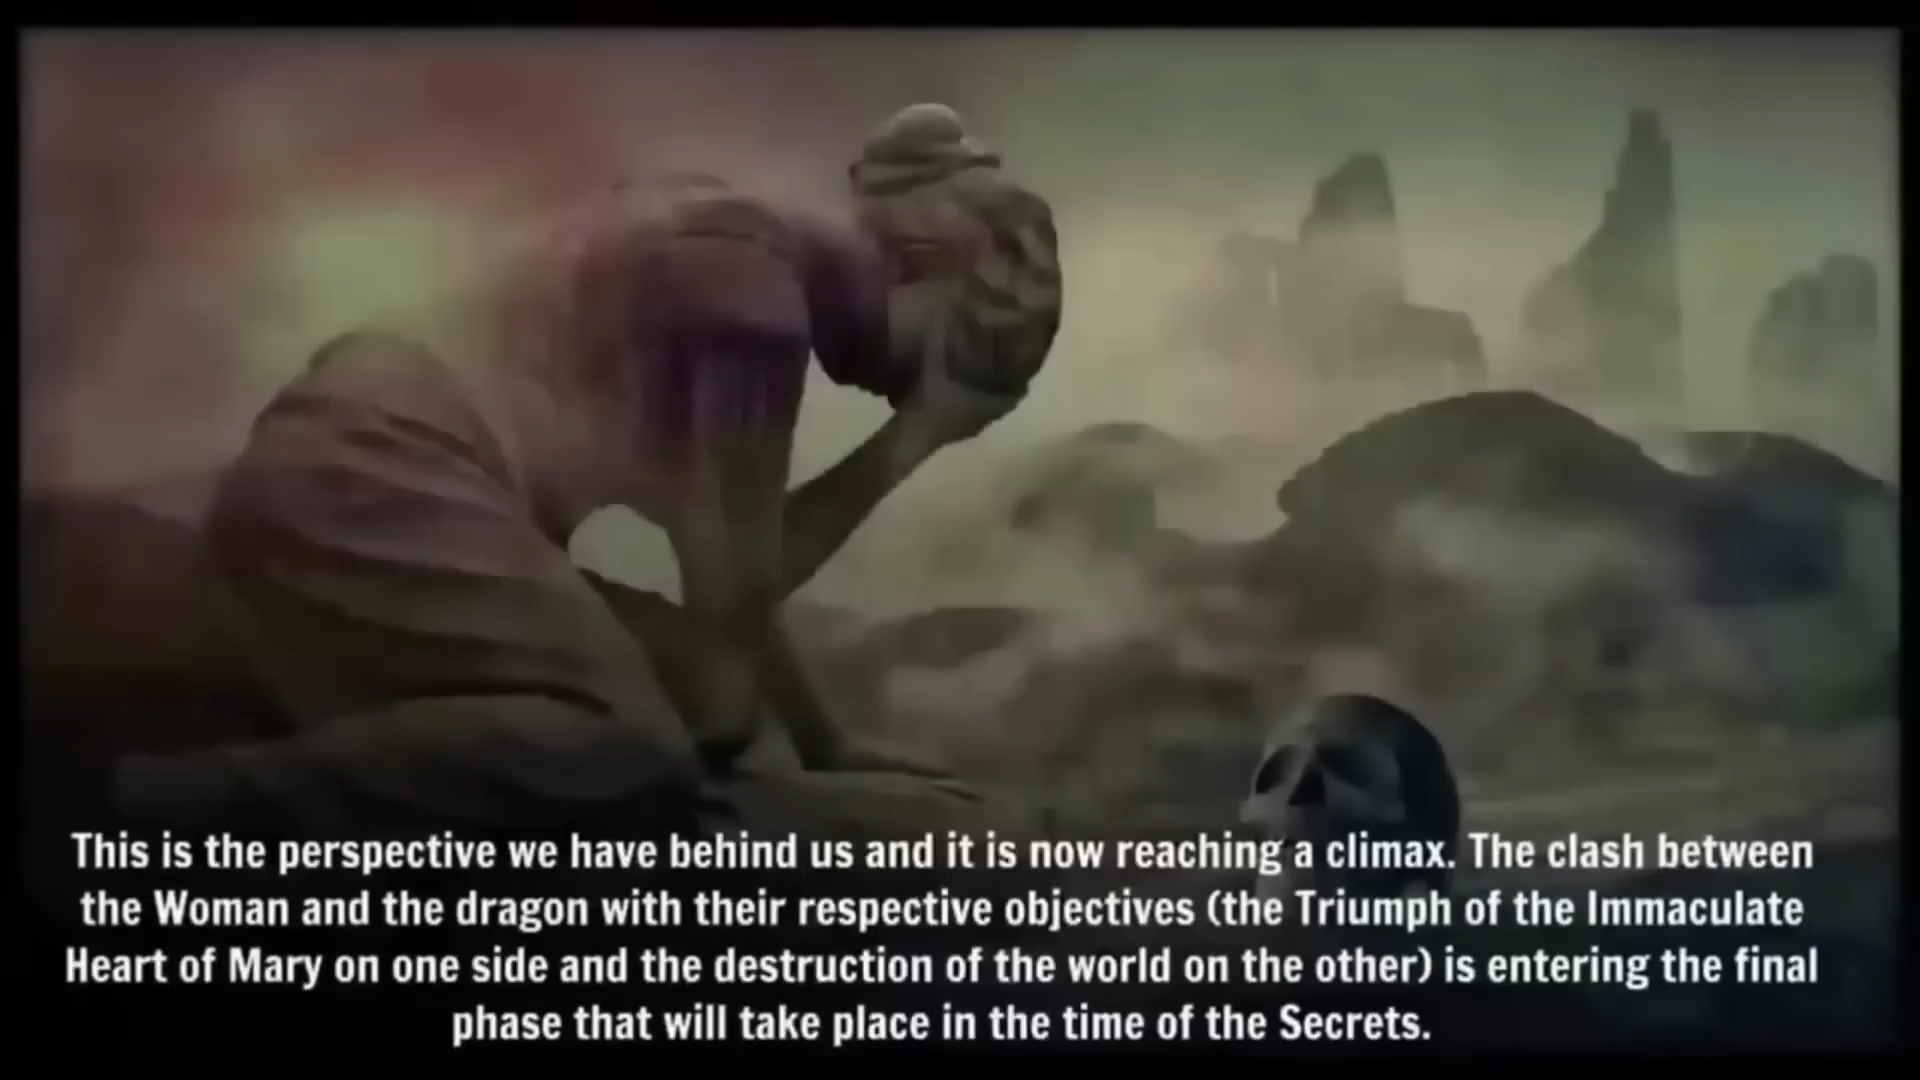 This is the perspective we have behind us and it is now reaching a climax. The clash between
the Woman and the dragon with their respective objectives (the Triumph of the Immaculate
Heart of Mary on one side and the destruction of the world on the other) is entering the final
phase that will take place in the time of the Secrets.